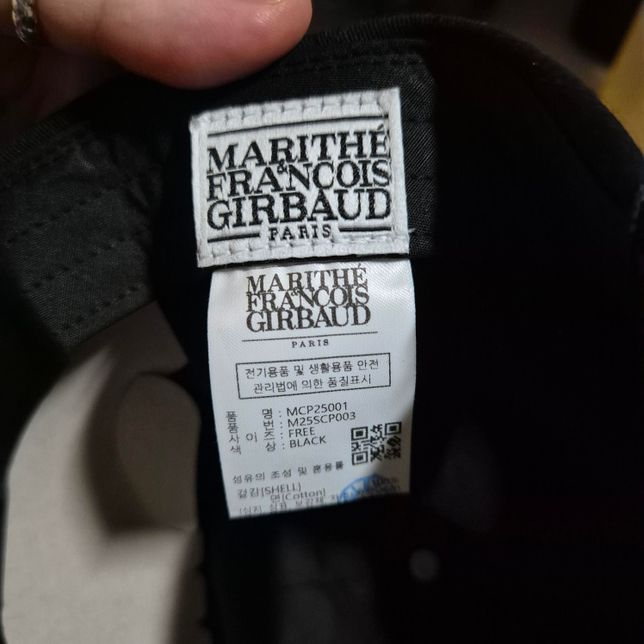 MARITHÉ
&
FRANCOIS
GIRBAUD
PARIS
MARITHÉ
&
FRANCOIS
GIRBAUD
PARIS
전기용품 및 생활용품 안전
관리법에 의한 품질표시
품 명 : MCP25001
품 번 : M25SCP003
사 이 즈 : FREE
색 상 : BLACK
섬유의 조성 및 혼용률
겉감(SHELL)
면(Cotton)